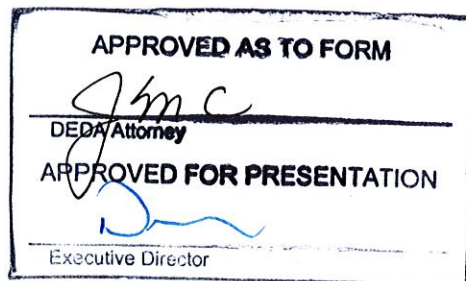 APPROVED AS TO FORM
DEDA Attorney
APPROVED FOR PRESENTATION
Executive Director